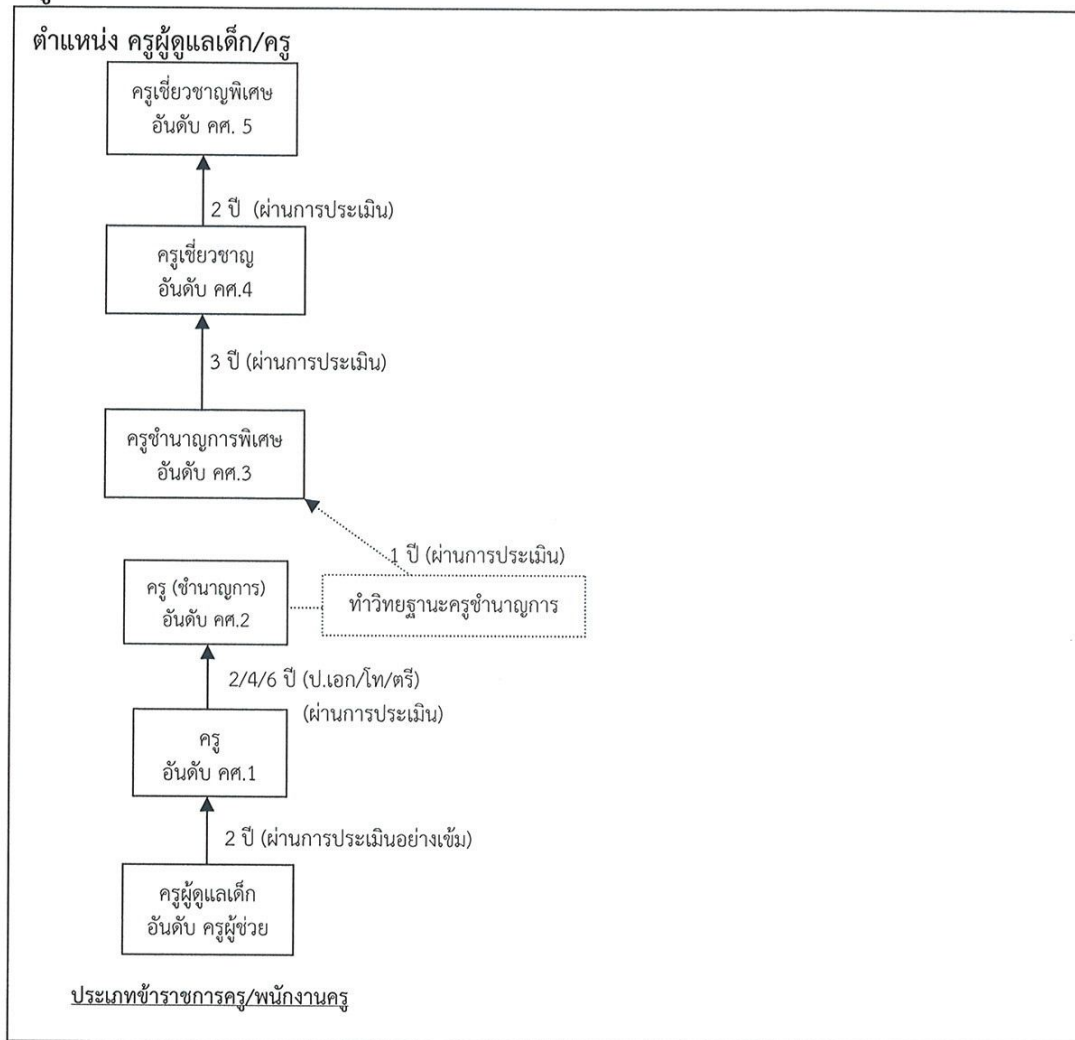 ตำแหน่ง ครูผู้ดูแลเด็ก/ครู
ครูเชี่ยวชาญพิเศษ
อันดับ คศ. 5
2 ปี (ผ่านการประเมิน)
ครูเชี่ยวชาญ
อันดับ คศ.4
3 ปี (ผ่านการประเมิน)
ครูชำนาญการพิเศษ
อันดับ คศ.3
1 ปี (ผ่านการประเมิน)
ครู (ชำนาญการ)
อันดับ คศ.2
ทำวิทยฐานะครูชำนาญการ
2/4/6 ปี (ป.เอก/โท/ตรี)
(ผ่านการประเมิน)
ครู
อันดับ คศ.1
2 ปี (ผ่านการประเมินอย่างเข้ม)
ครูผู้ดูแลเด็ก
อันดับ ครูผู้ช่วย
ประเภทข้าราชการครู/พนักงานครู